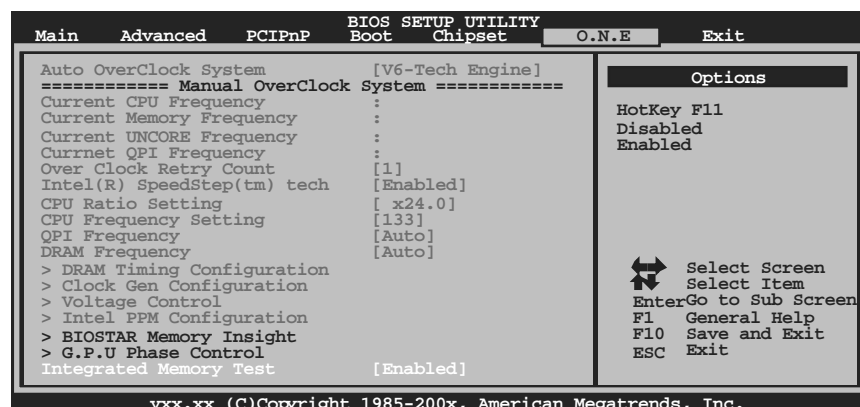 BIOS SETUP UTILITY
Main Advanced PCIPnP Boot Chipset O.N.E Exit
Auto OverClock System [V6-Tech Engine]
============ Manual OverClock System ============
Current CPU Frequency :
Current Memory Frequency :
Current UNCORE Frequency :
Currnet QPI Frequency :
Over Clock Retry Count [1]
Intel(R) SpeedStep(tm) tech [Enabled]
CPU Ratio Setting [ x24.0]
CPU Frequency Setting [133]
QPI Frequency [Auto]
DRAM Frequency [Auto]
> DRAM Timing Configuration
> Clock Gen Configuration
> Voltage Control
> Intel PPM Configuration
> BIOSTAR Memory Insight
> G.P.U Phase Control
Integrated Memory Test [Enabled]
Options
HotKey F11
Disabled
Enabled
Select Screen
Select Item
Enter Go to Sub Screen
F1 General Help
F10 Save and Exit
ESC Exit
vxx.xx (C)Copyright 1985-200x, American Megatrends, Inc.